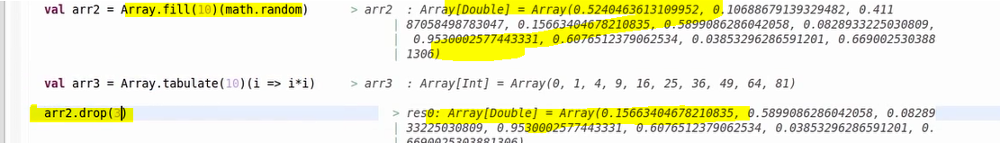 val arr2 = Array.fill(10)(math.random)
> arr2  : Array[Double] = Array(0.5240463613109952, 0.10688679139329482, 0.411
| 87058498783047, 0.15663404678210835, 0.5899086286042058, 0.0828933225030809,
|  0.9530002577443331, 0.6076512379062534, 0.03853296286591201, 0.669002530388
| 1306)
val arr3 = Array.tabulate(10)(i => i*i)
> arr3  : Array[Int] = Array(0, 1, 4, 9, 16, 25, 36, 49, 64, 81)
arr2.drop(3)
> res0: Array[Double] = Array(0.15663404678210835, 0.5899086286042058, 0.08289
| 33225030809, 0.9530002577443331, 0.6076512379062534, 0.03853296286591201, 0.
| 6690025303881306)